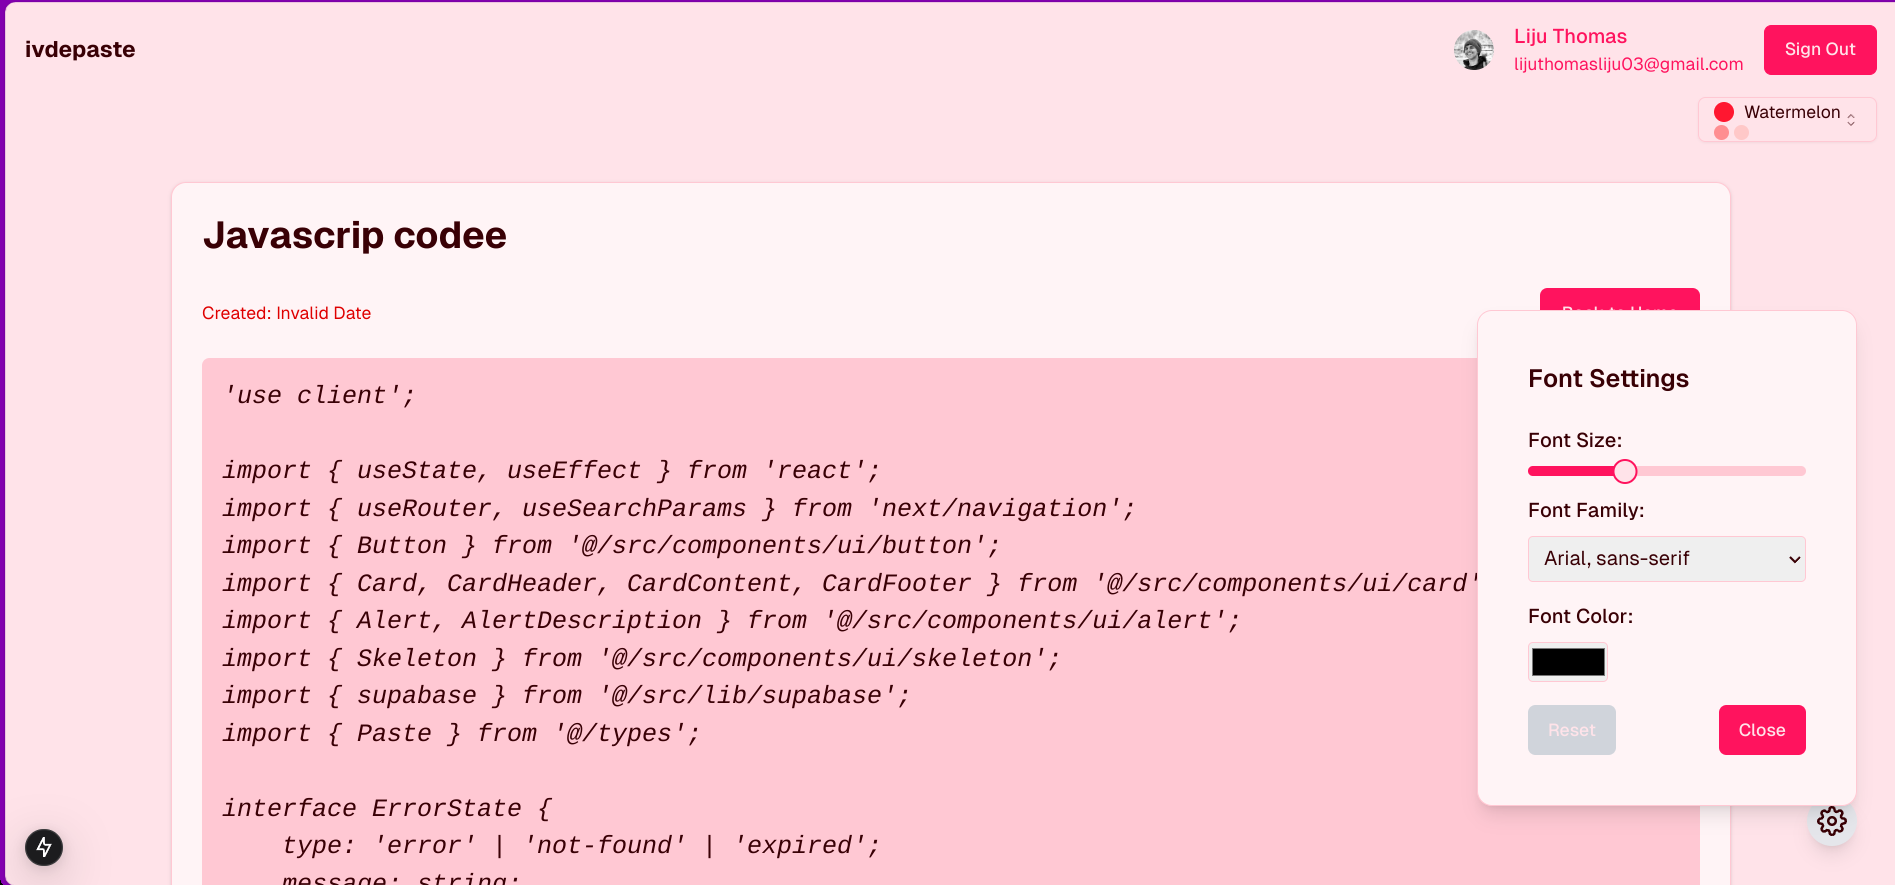 ivdepaste
Liju Thomas
lijuthomasliju03@gmail.com
Sign Out
Watermelon
Javascrip codee
Created: Invalid Date
'use client';
import { useState, useEffect } from 'react';
import { useRouter, useSearchParams } from 'next/navigation';
import { Button } from '@/src/components/ui/button';
import { Card, CardHeader, CardContent, CardFooter } from '@/src/components/ui/card'
import { Alert, AlertDescription } from '@/src/components/ui/alert';
import { Skeleton } from '@/src/components/ui/skeleton';
import { supabase } from '@/src/lib/supabase';
import { Paste } from '@/types';
interface ErrorState {
type: 'error' | 'not-found' | 'expired';
message: string;
Font Settings
Font Size:
Font Family:
Arial, sans-serif
Font Color:
Reset
Close